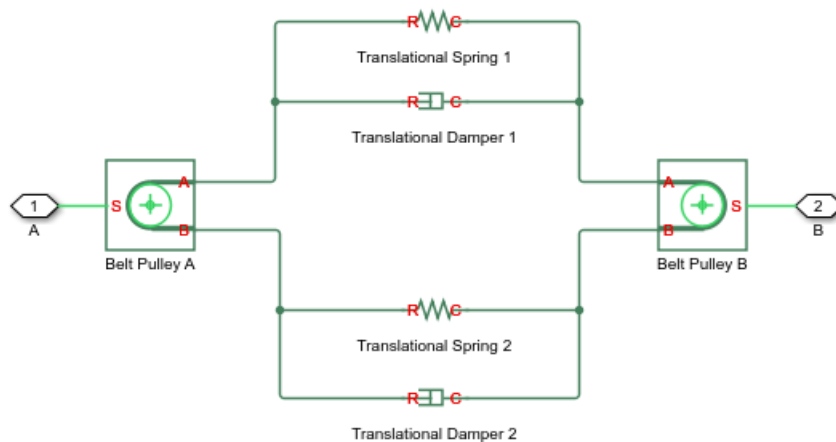 R C
Translational Spring 1
R C
Translational Damper 1
A A
1 S S 2
A B
B B
Belt Pulley A Belt Pulley B
R C
Translational Spring 2
R C
Translational Damper 2